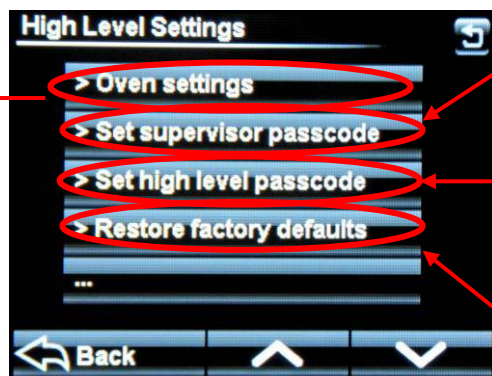 High Level Settings
> Oven settings
> Set supervisor passcode
> Set high level passcode
> Restore factory defaults
...
Back